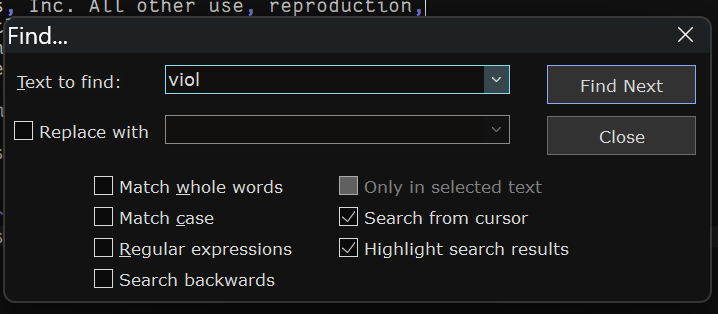 , Inc. All other use, reproduction,
Find...
Text to find:
viol
Find Next
Replace with
Close
Match whole words
Only in selected text
Match case
Search from cursor
Regular expressions
Highlight search results
Search backwards